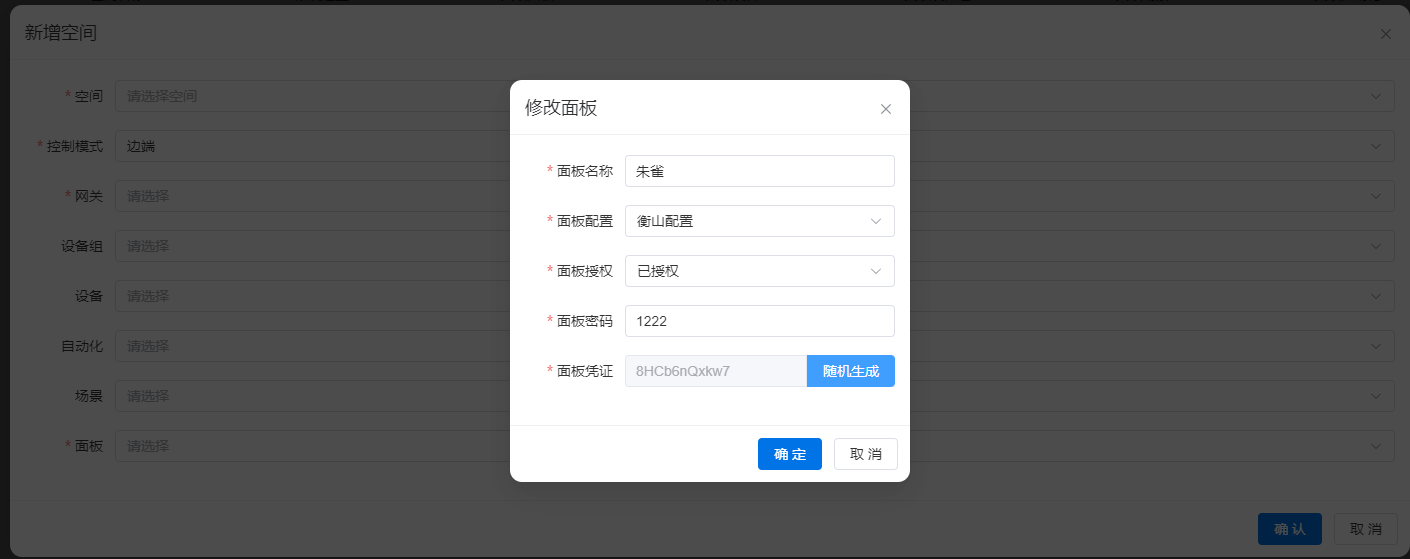 新增空间
* 空间 请选择空间
* 控制模式 边端
* 网关 请选择
设备组 请选择
设备 请选择
自动化 请选择
场景 请选择
* 面板 请选择
确 认 取 消
修改面板
* 面板名称 朱雀
* 面板配置 衡山配置
* 面板授权 已授权
* 面板密码 1222
* 面板凭证 8HCb6nQxkw7 随机生成
确 定 取 消